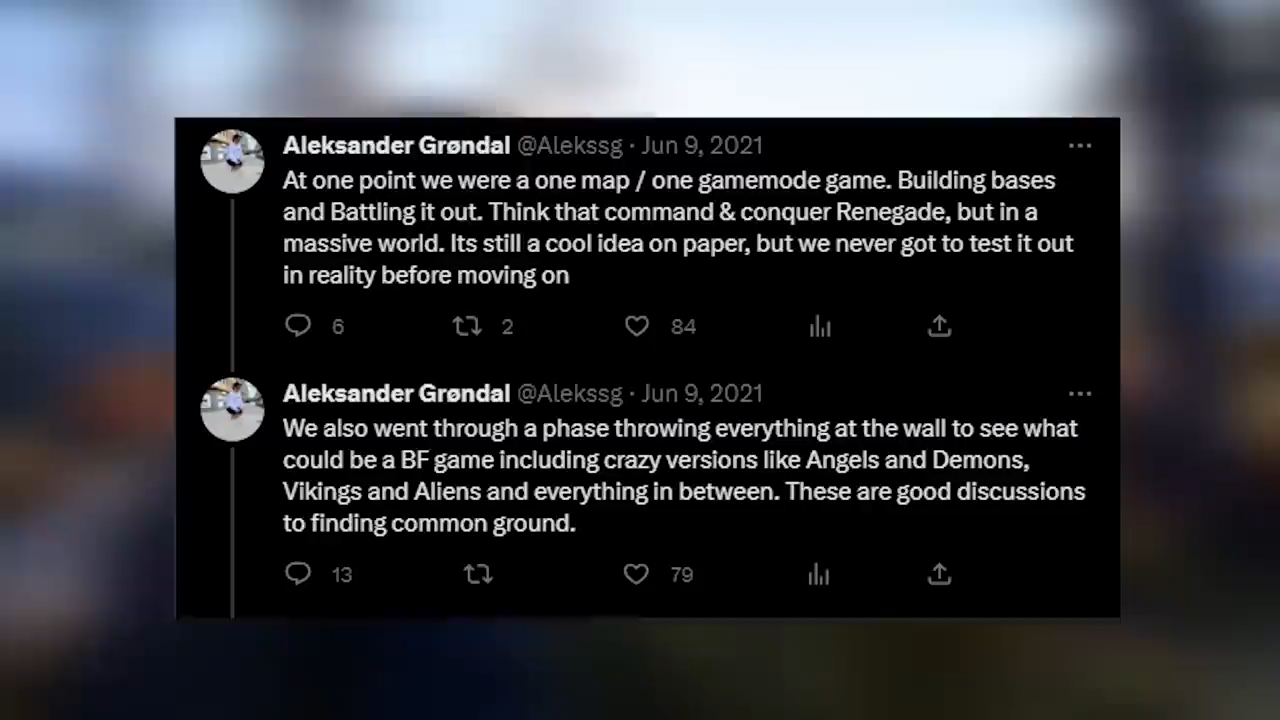 Aleksander Grøndal @Alekssg · Jun 9, 2021
At one point we were a one map / one gamemode game. Building bases
and Battling it out. Think that command & conquer Renegade, but in a
massive world. Its still a cool idea on paper, but we never got to test it out
in reality before moving on
6 2 84
Aleksander Grøndal @Alekssg · Jun 9, 2021
We also went through a phase throwing everything at the wall to see what
could be a BF game including crazy versions like Angels and Demons,
Vikings and Aliens and everything in between. These are good discussions
to finding common ground.
13 79